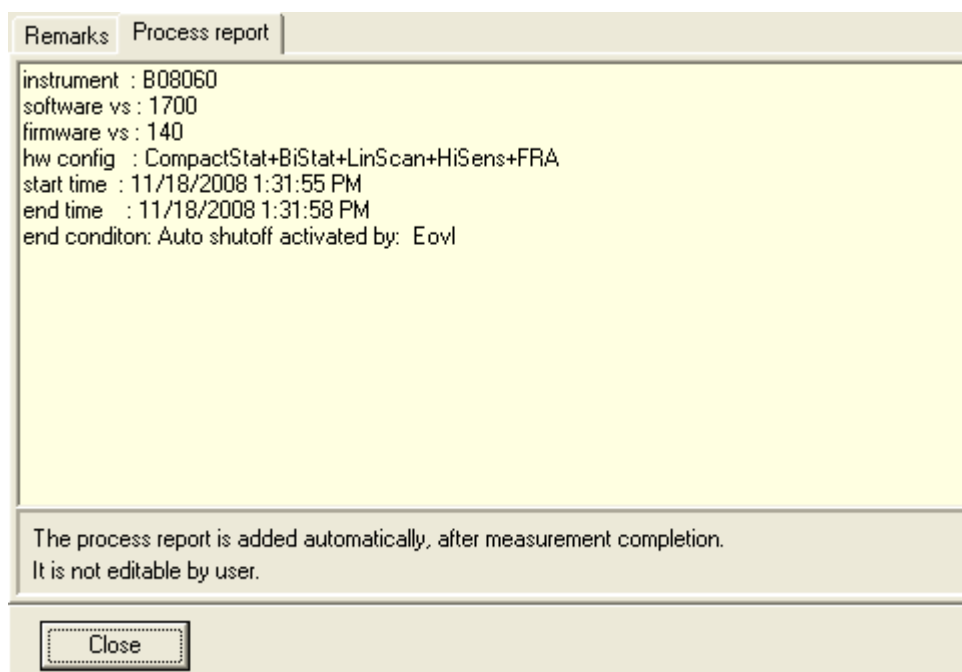 Remarks Process report
instrument : B08060
software vs : 1700
firmware vs : 140
hw config : CompactStat+BiStat+LinScan+HiSens+FRA
start time : 11/18/2008 1:31:55 PM
end time : 11/18/2008 1:31:58 PM
end conditon: Auto shutoff activated by: Eovl
The process report is added automatically, after measurement completion.
It is not editable by user.
Close